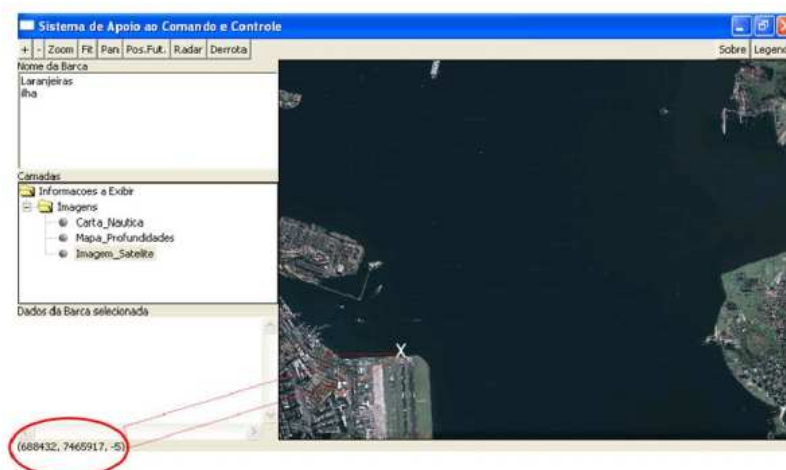 Sistema de Apoio ao Comando e Controle
+ - Zoom Fit Pan Pos.Fut. Radar Derrota Sobre Legend
Nome da Barca
Laranjeiras
ilha
Camadas
Informacoes a Exibir
Imagens
Carta_Nautica
Mapa_Profundidades
Imagem_Satelite
Dados da Barca selecionada
X
(688432, 7465917, -5)